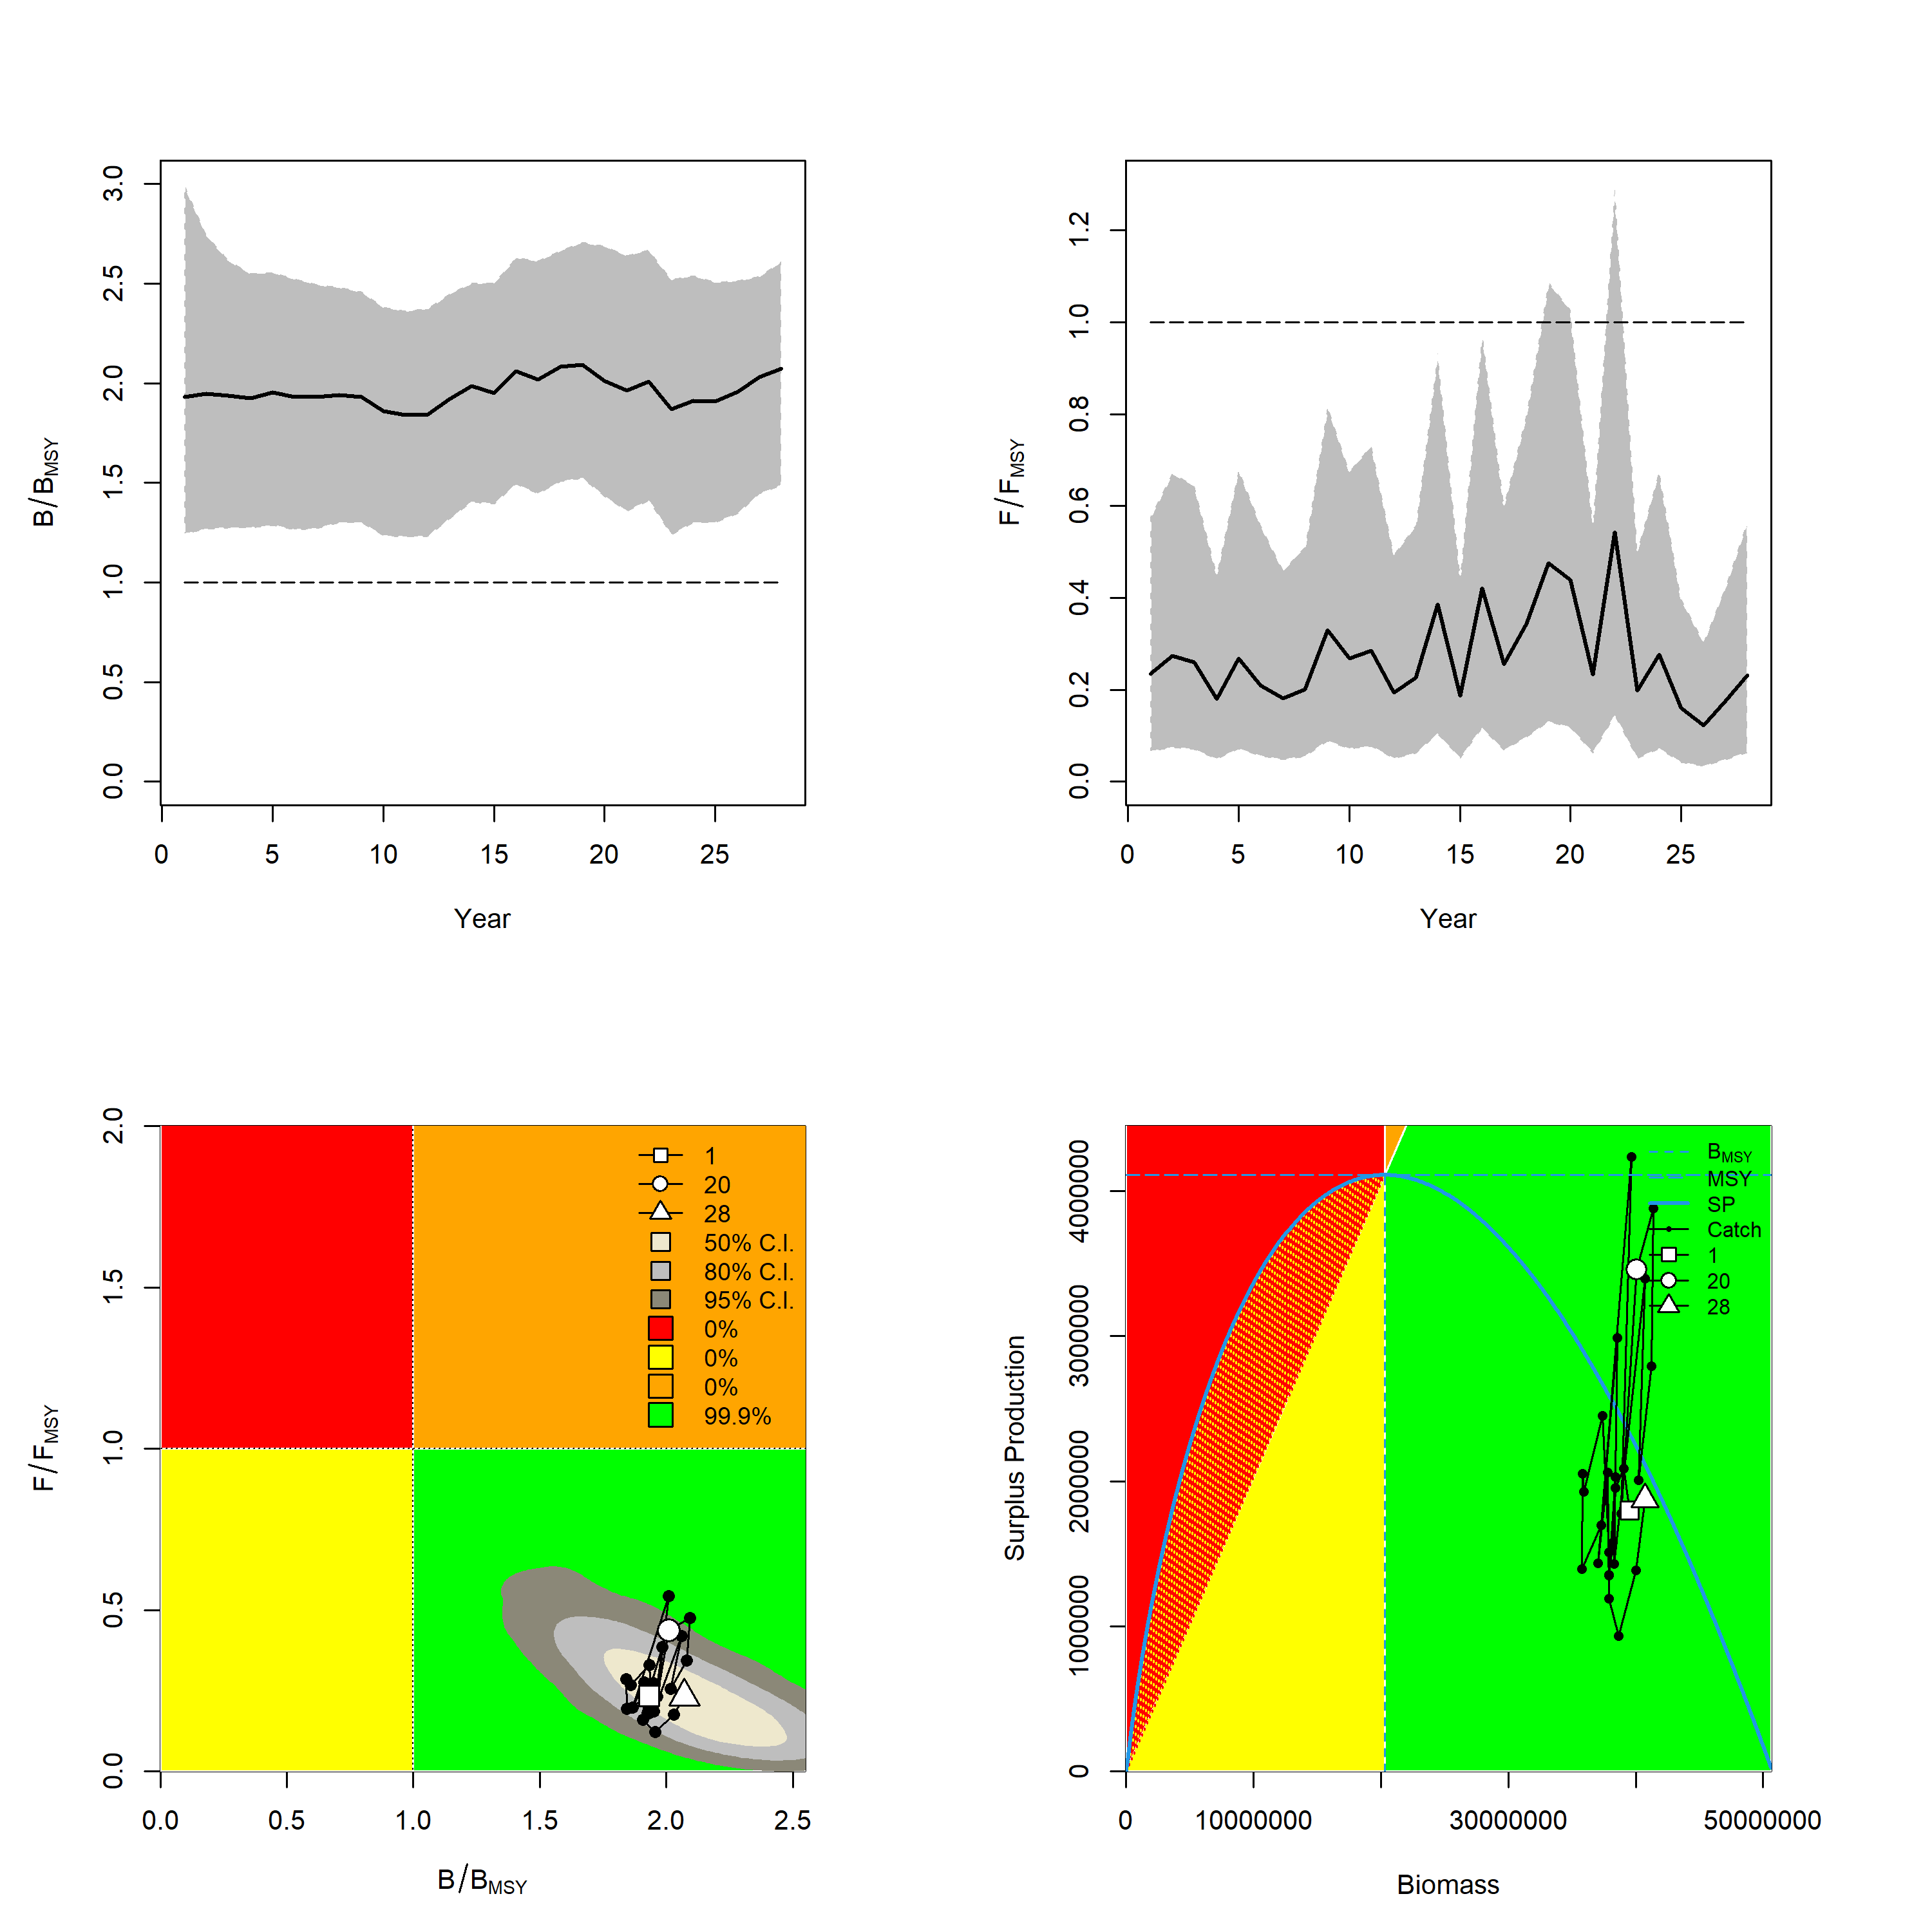 B/BMSY
0.0 0.5 1.0 1.5 2.0 2.5 3.0
0 5 10 15 20 25
Year
F/FMSY
0.0 0.2 0.4 0.6 0.8 1.0 1.2
0 5 10 15 20 25
Year
F/FMSY
0.0 0.5 1.0 1.5 2.0
1
20
28
50% C.I.
80% C.I.
95% C.I.
0%
0%
0%
99.9%
0.0 0.5 1.0 1.5 2.0 2.5
B/BMSY
Surplus Production
0 1000000 2000000 3000000 4000000
BMSY
MSY
SP
Catch
1
20
28
0 10000000 30000000 50000000
Biomass